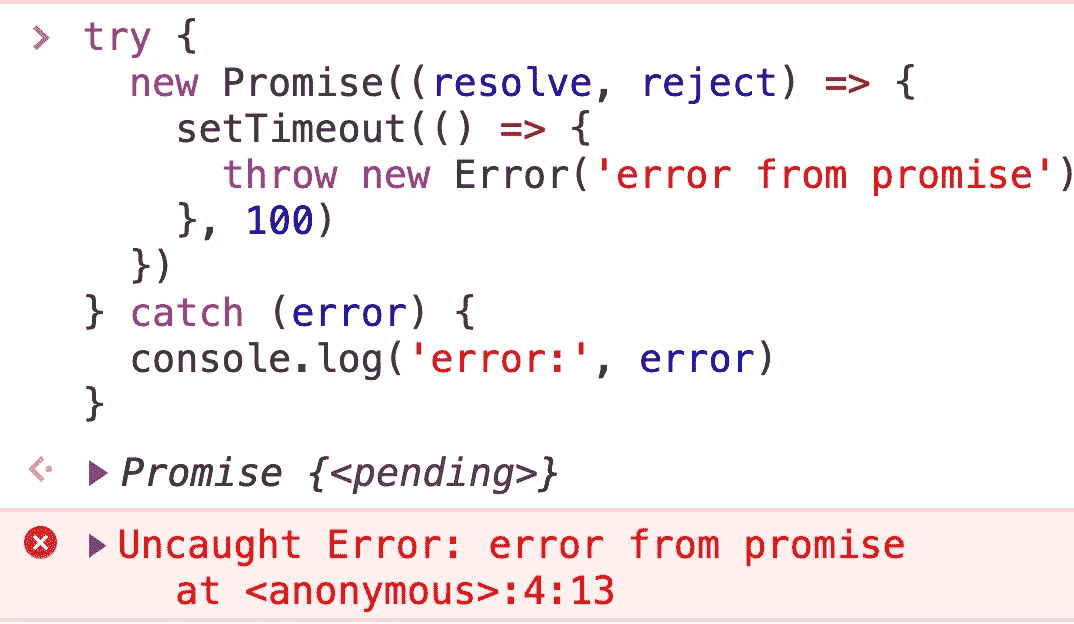 > try {
new Promise((resolve, reject) => {
setTimeout(() => {
throw new Error('error from promise')
}, 100)
})
} catch (error) {
console.log('error:', error)
}
Promise {<pending>}
Uncaught Error: error from promise
at <anonymous>:4:13